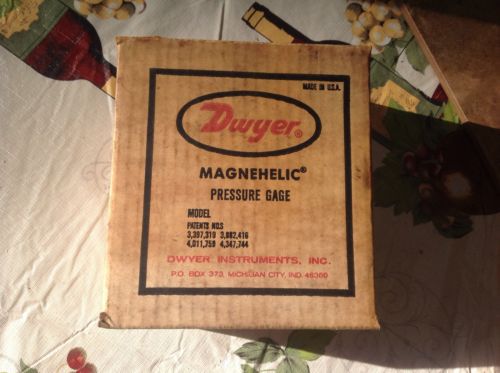 MADE IN U.S.A.
Dwyer®
MAGNEHELIC®
PRESSURE GAGE
MODEL
PATENTS NO.S
3,397,319 3,862,416
4,011,759 4,347,744
DWYER INSTRUMENTS, INC.
P.O. BOX 373, MICHIGAN CITY, IND. 46360